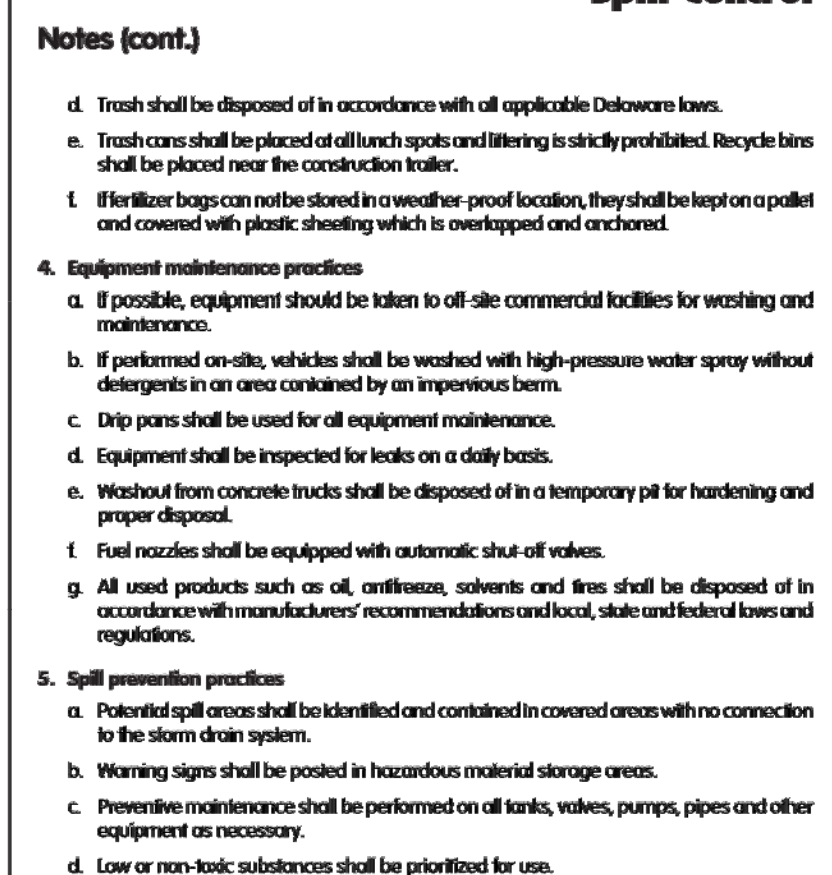 Spill Control
Notes (cont.)
d. Trash shall be disposed of in accordance with all applicable Delaware laws.
e. Trash cans shall be placed at all lunch spots and littering is strictly prohibited. Recycle bins
shall be placed near the construction trailer.
f. If fertilizer bags can not be stored in a weather-proof location, they shall be kept on a pallet
and covered with plastic sheeting which is overlapped and anchored.
4. Equipment maintenance practices
a. If possible, equipment should be taken to off-site commercial facilities for washing and
maintenance.
b. If performed on-site, vehicles shall be washed with high-pressure water spray without
detergents in an area contained by an impervious berm.
c. Drip pans shall be used for all equipment maintenance.
d. Equipment shall be inspected for leaks on a daily basis.
e. Washout from concrete trucks shall be disposed of in a temporary pit for hardening and
proper disposal.
f. Fuel nozzles shall be equipped with automatic shut-off valves.
g. All used products such as oil, antifreeze, solvents and tires shall be disposed of in
accordance with manufacturers' recommendations and local, state and federal laws and
regulations.
5. Spill prevention practices
a. Potential spill areas shall be identified and contained in covered areas with no connection
to the storm drain system.
b. Warning signs shall be posted in hazardous material storage areas.
c. Preventive maintenance shall be performed on all tanks, valves, pumps, pipes and other
equipment as necessary.
d. Low or non-toxic substances shall be prioritized for use.